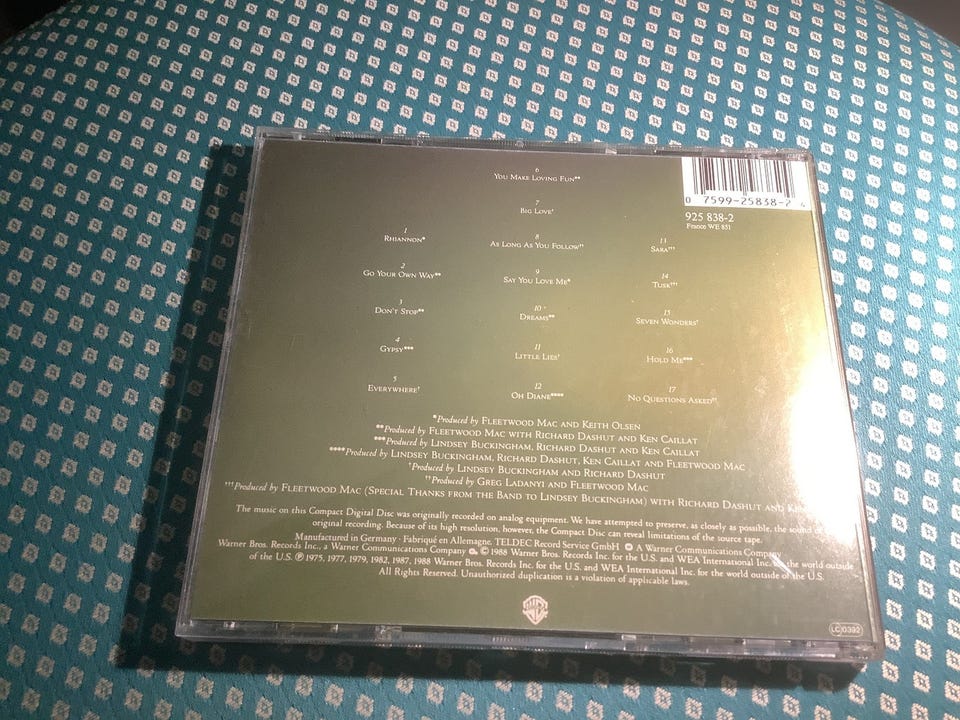 6
You Make Loving Fun**
7
Big Love†
8
As Long As You Follow††
9
Say You Love Me*
10
Dreams**
11
Little Lies†
12
Oh Diane****
1
Rhiannon*
2
Go Your Own Way**
3
Don't Stop**
4
Gypsy***
5
Everywhere†
13
Sara†††
14
Tusk†††
15
Seven Wonders†
16
Hold Me***
17
No Questions Asked††
0 7599-25838-2
925 838-2
France WE 851
*Produced by Fleetwood Mac and Keith Olsen
**Produced by Fleetwood Mac with Richard Dashut and Ken Caillat
***Produced by Lindsey Buckingham, Richard Dashut and Ken Caillat
****Produced by Lindsey Buckingham, Richard Dashut, Ken Caillat and Fleetwood Mac
†Produced by Lindsey Buckingham and Richard Dashut
††Produced by Greg Ladanyi and Fleetwood Mac
†††Produced by Fleetwood Mac (Special Thanks from the Band to Lindsey Buckingham) with Richard Dashut and
The music on this Compact Digital Disc was originally recorded on analog equipment. We have attempted to preserve, as closely as possible, the sound of
original recording. Because of its high resolution, however, the Compact Disc can reveal limitations of the source tape.
Manufactured in Germany · Fabriqué en Allemagne. TELDEC Record Service GmbH A Warner Communications Company
Warner Bros. Records Inc., a Warner Communications Company ©1988 Warner Bros. Records Inc. for the U.S. and WEA International Inc. for the world outside
of the U.S. ℗ 1975, 1977, 1979, 1982, 1987, 1988 Warner Bros. Records Inc. for the U.S. and WEA International Inc. for the world outside of the U.S.
All Rights Reserved. Unauthorized duplication is a violation of applicable laws.
LC 0392